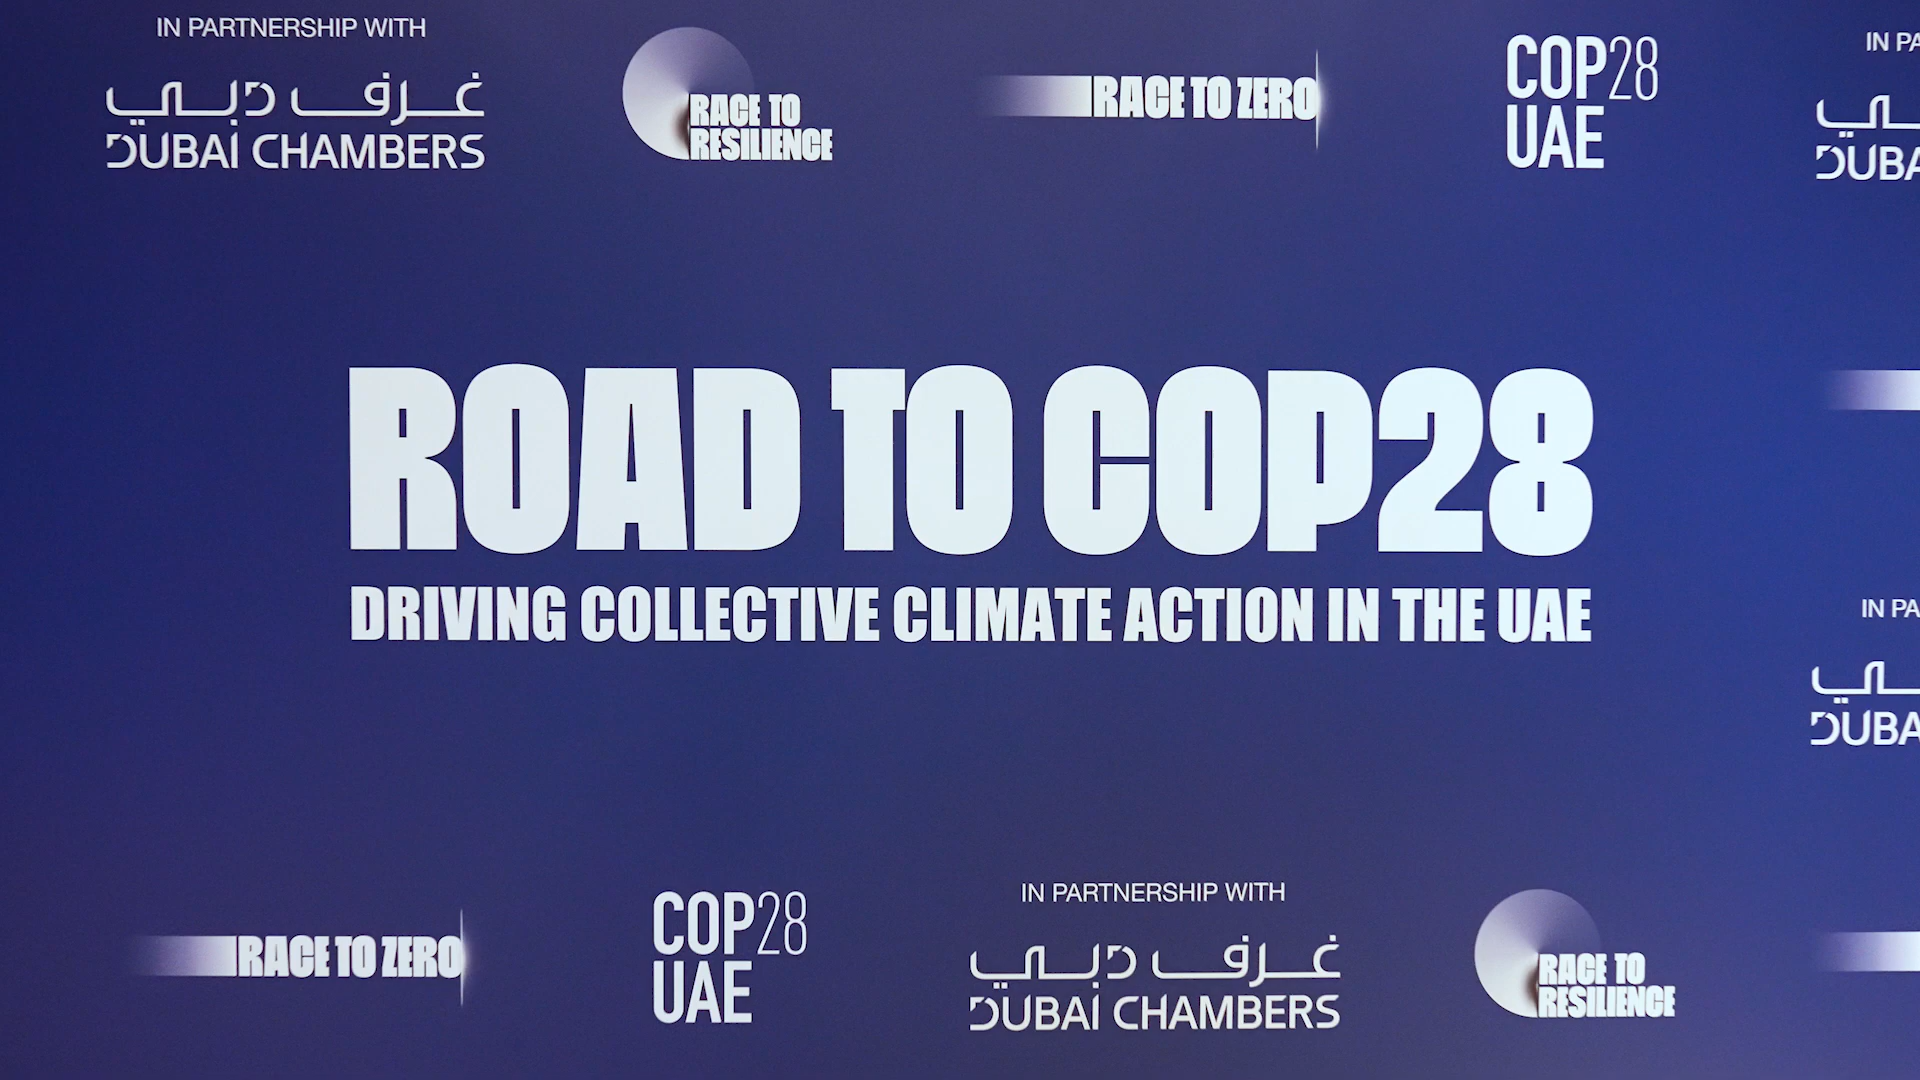 IN PARTNERSHIP WITH
غرف دبي
DUBAI CHAMBERS
RACE TO
RESILIENCE
RACE TO ZERO
COP28
UAE
IN PA
DUBA
ROAD TO COP28
DRIVING COLLECTIVE CLIMATE ACTION IN THE UAE
IN PA
DUBA
RACE TO ZERO
COP28
UAE
IN PARTNERSHIP WITH
غرف دبي
DUBAI CHAMBERS
RACE TO
RESILIENCE